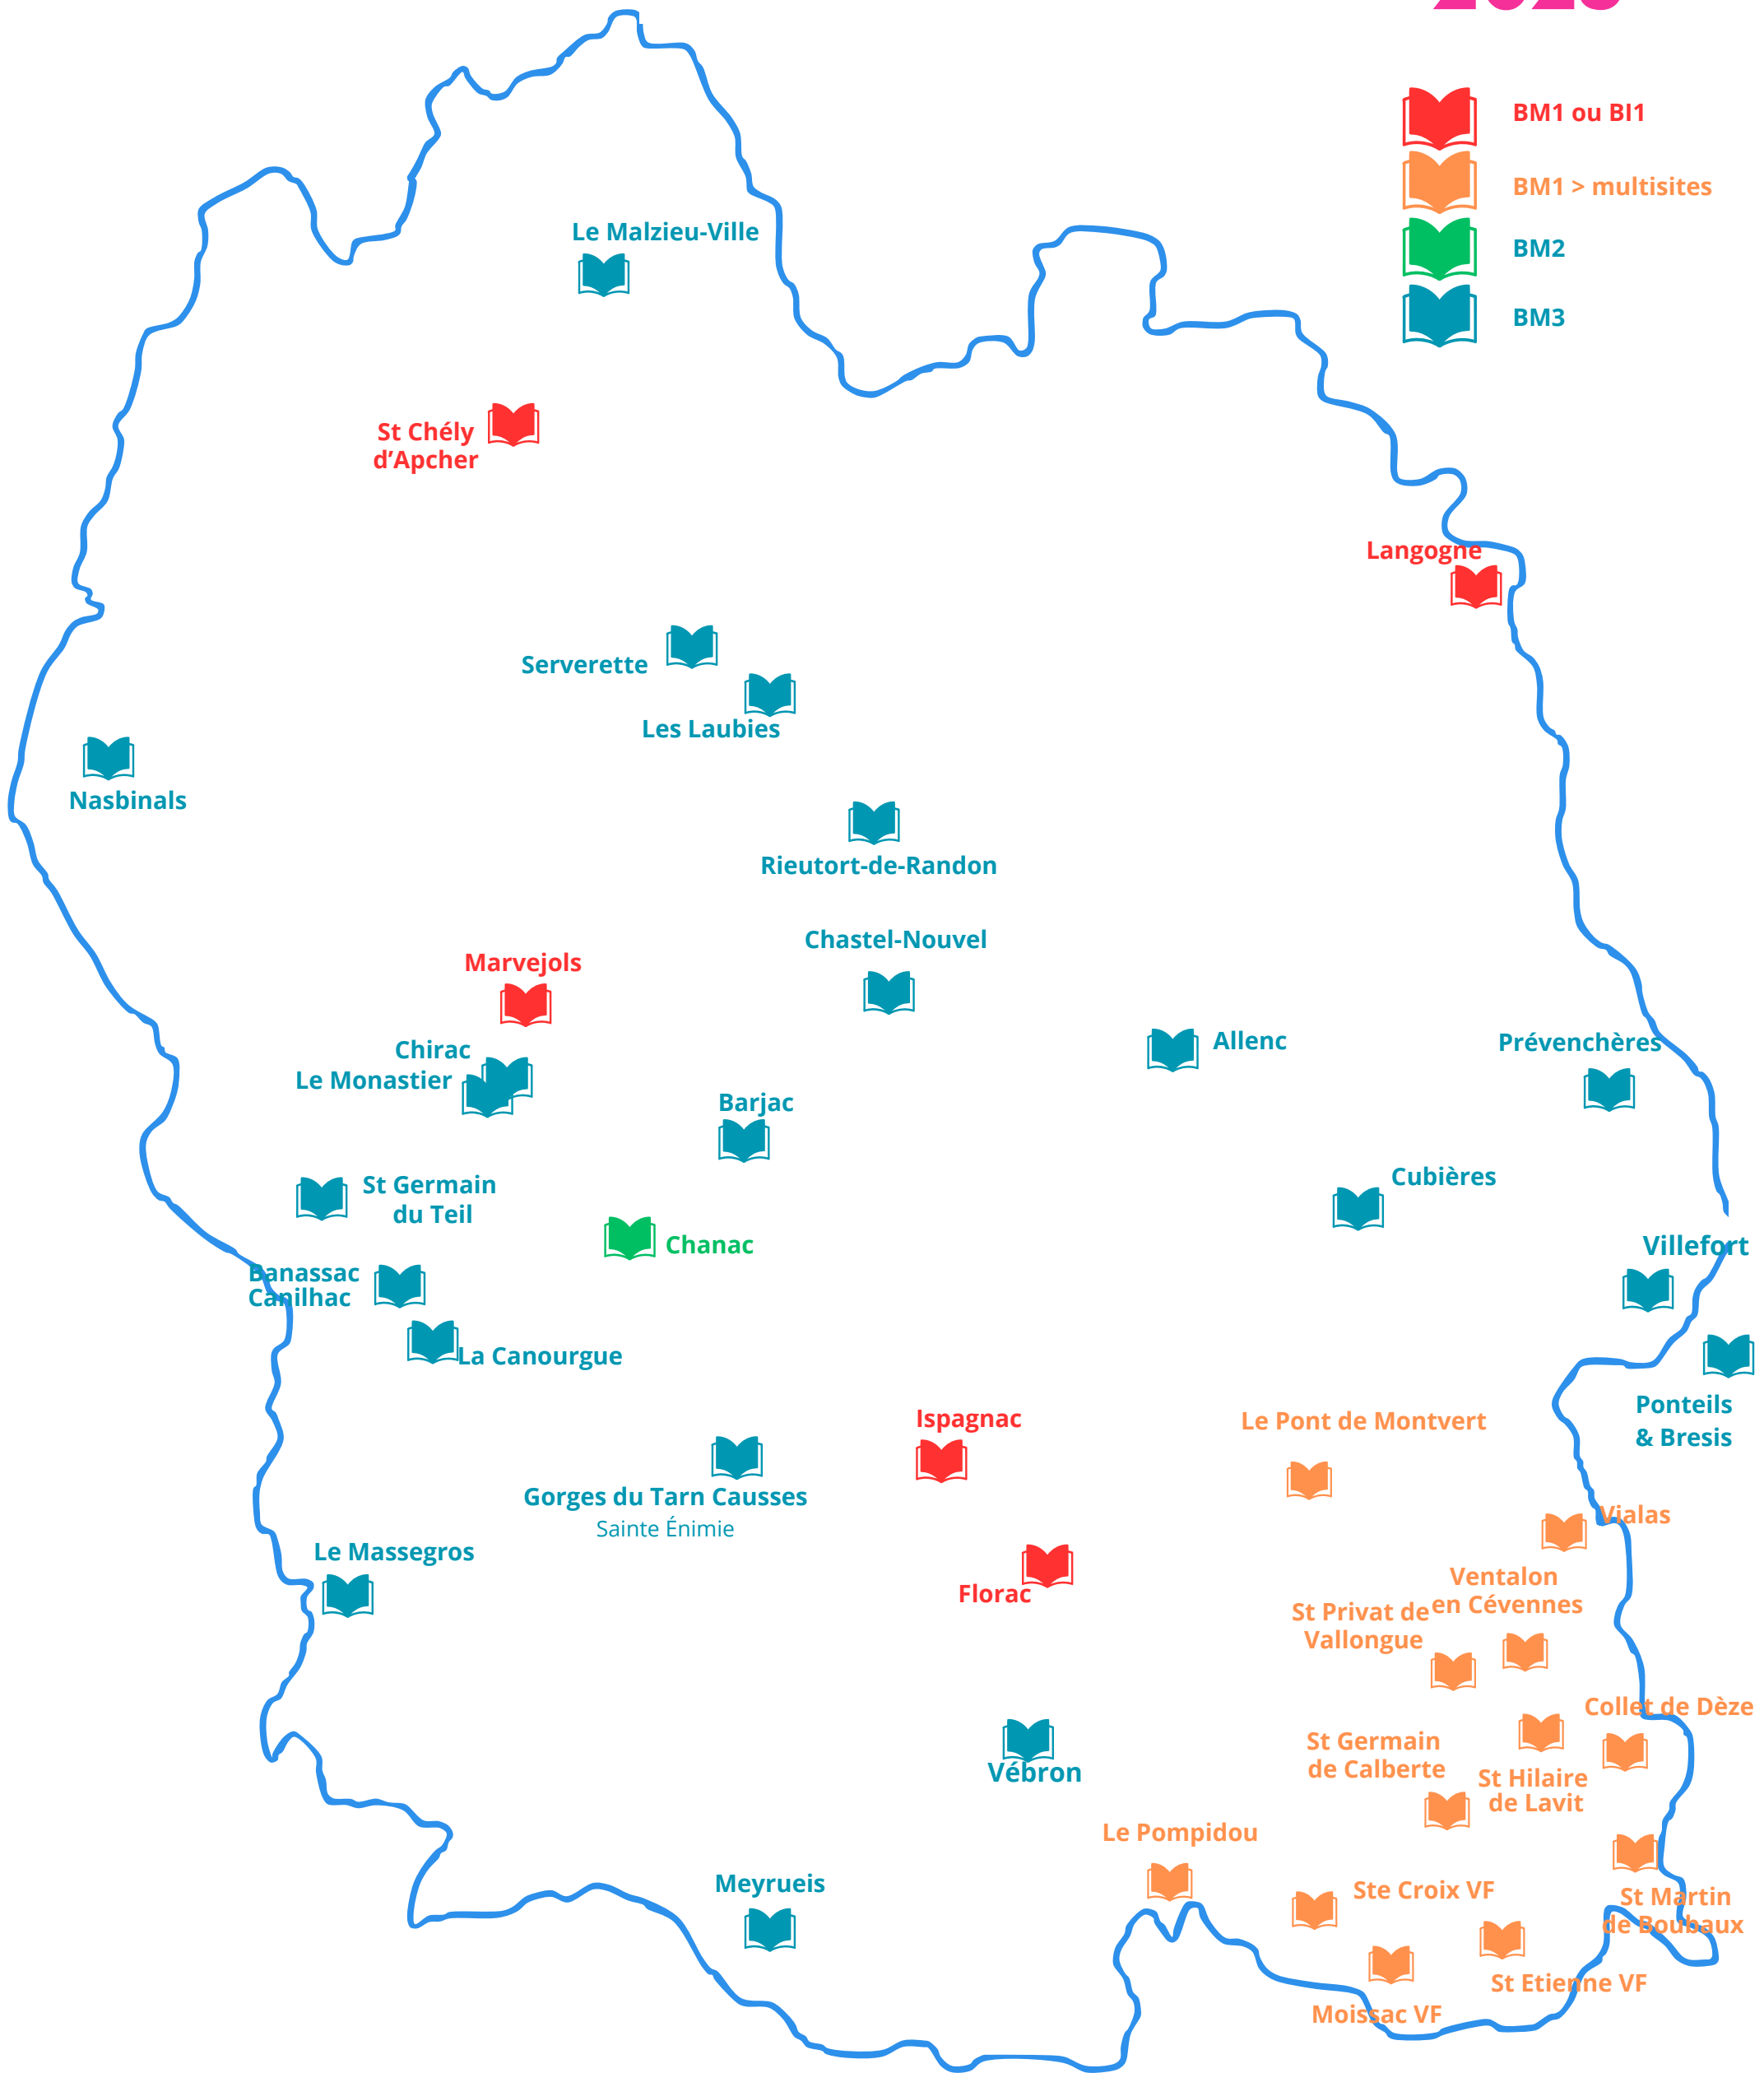 BM1 ou BI1
BM1 > multisites
BM2
BM3
Le Malzieu-Ville
St Chély
d’Apcher
Langogne
Serverette
Les Laubies
Nasbinals
Rieutort-de-Randon
Chastel-Nouvel
Marvejols
Chirac
Le Monastier
Allenc
Prévenchères
Barjac
Cubières
St Germain
du Teil
Chanac
Villefort
Banassac
Canilhac
La Canourgue
Ponteils
& Bresis
Ispagnac
Le Pont de Montvert
Gorges du Tarn Causses
Sainte Énimie
Vialas
Le Massegros
Florac
Ventalon
en Cévennes
St Privat de
Vallongue
Collet de Dèze
St Germain
de Calberte
St Hilaire
de Lavit
Vébron
Le Pompidou
Meyrueis
Ste Croix VF
St Martin
de Boubaux
St Etienne VF
Moissac VF